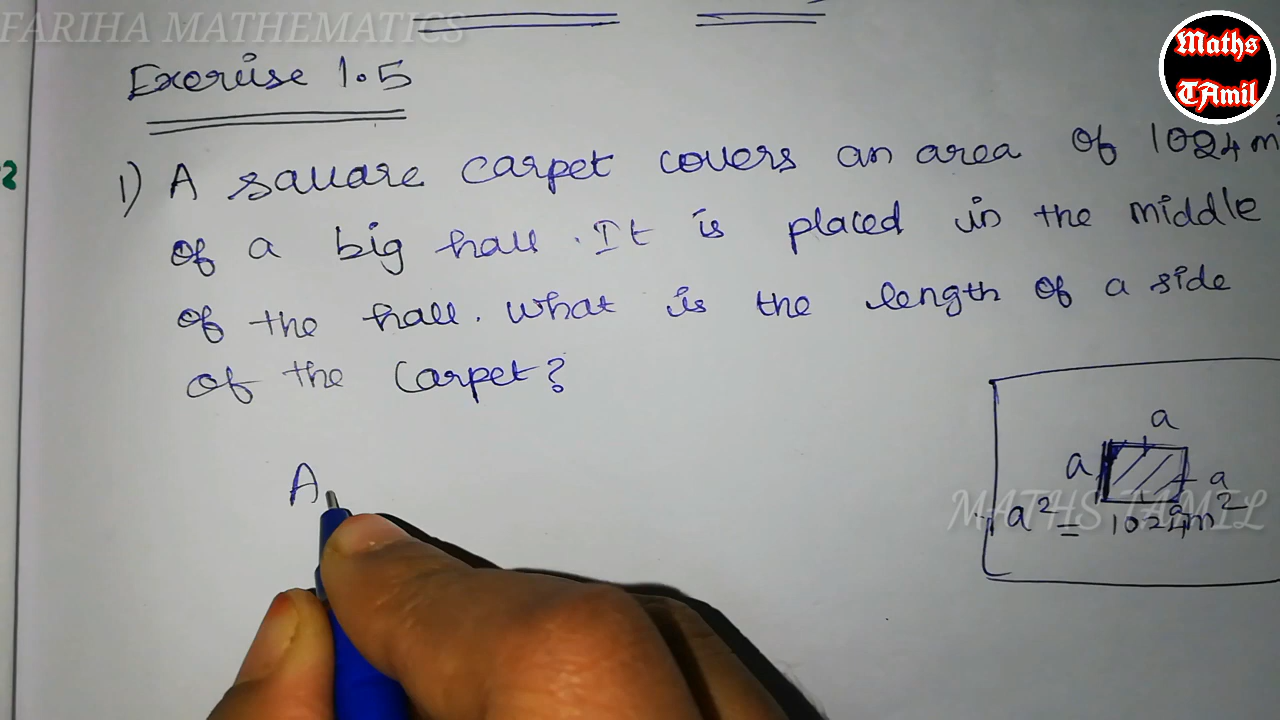 FARIHA MATHEMATICS
Maths
TAmil
Exercise 1.5
2
1) A square carpet covers an area of 1024m²
of a big hall. It is placed in the middle
of the hall. What is the length of a side
of the carpet?
a
a
a
a
a² = 1024m²
MATHS TAMIL
A